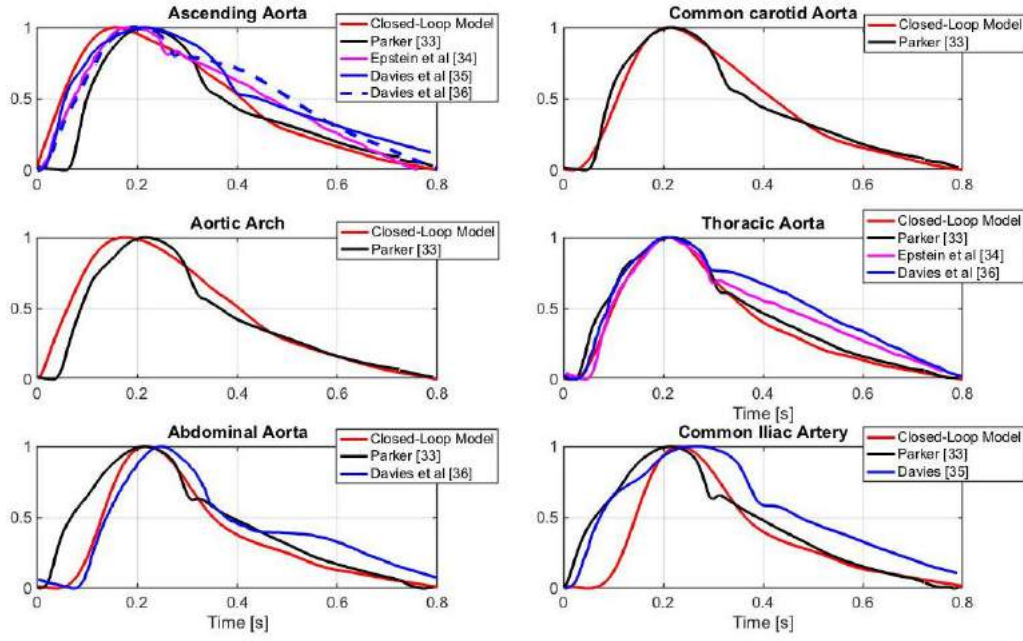 Ascending Aorta
1
0.5
0
0 0.2 0.4 0.6 0.8
Closed-Loop Model
Parker [33]
Epstein et al [34]
Davies et al [35]
Davies et al [36]
Common carotid Aorta
1
0.5
0
0 0.2 0.4 0.6 0.8
Closed-Loop Model
Parker [33]
Aortic Arch
1
0.5
0
0 0.2 0.4 0.6 0.8
Closed-Loop Model
Parker [33]
Thoracic Aorta
1
0.5
0
0 0.2 0.4 0.6 0.8
Time [s]
Closed-Loop Model
Parker [33]
Epstein et al [34]
Davies et al [36]
Abdominal Aorta
1
0.5
0
0 0.2 0.4 0.6 0.8
Time [s]
Closed-Loop Model
Parker [33]
Davies et al [36]
Common Iliac Artery
1
0.5
0
0 0.2 0.4 0.6 0.8
Time [s]
Closed-Loop Model
Parker [33]
Davies [35]